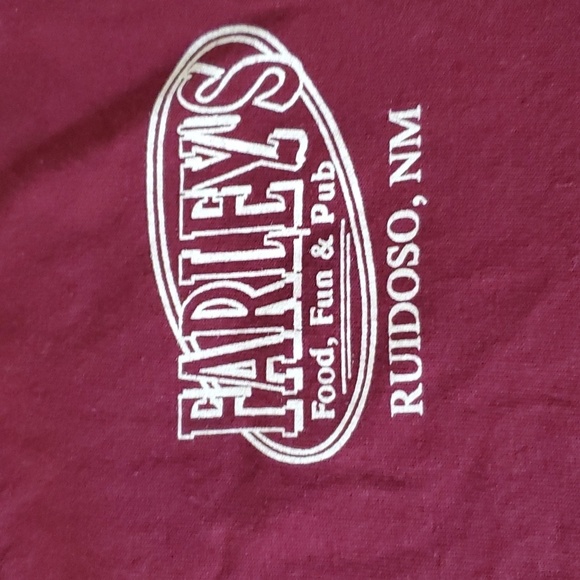 FARLEY'S
Food, Fun & Pub
RUIDOSO, NM